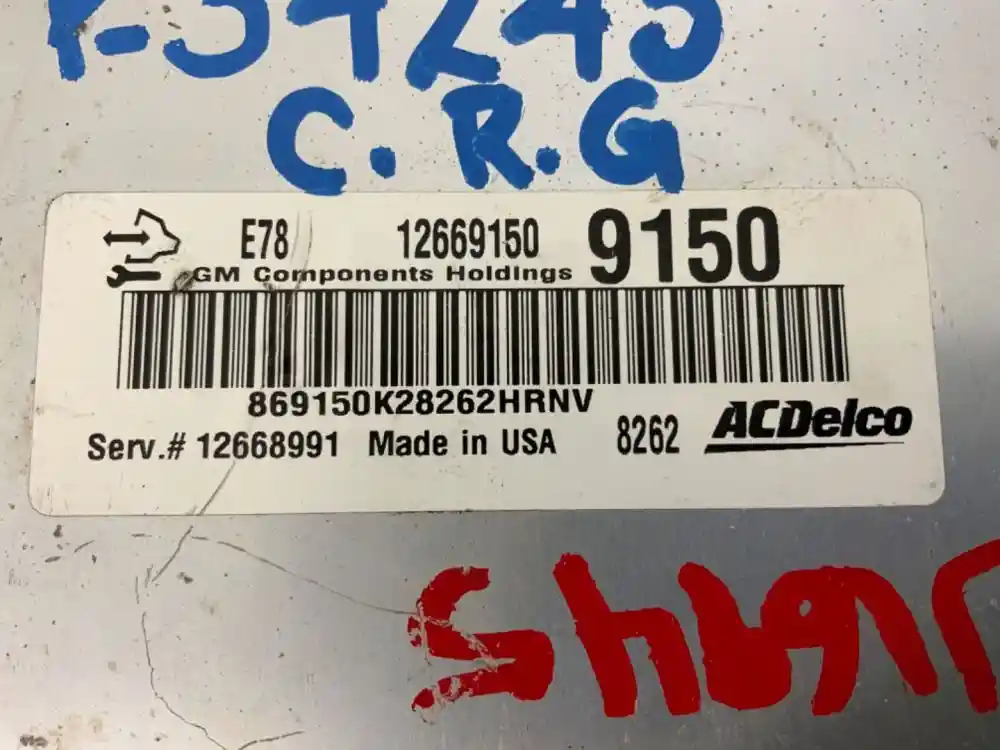 C.R.G
E78 12669150 9150
GM Components Holdings
869150K28262HRNV
Serv.# 12668991 Made in USA 8262 ACDelco